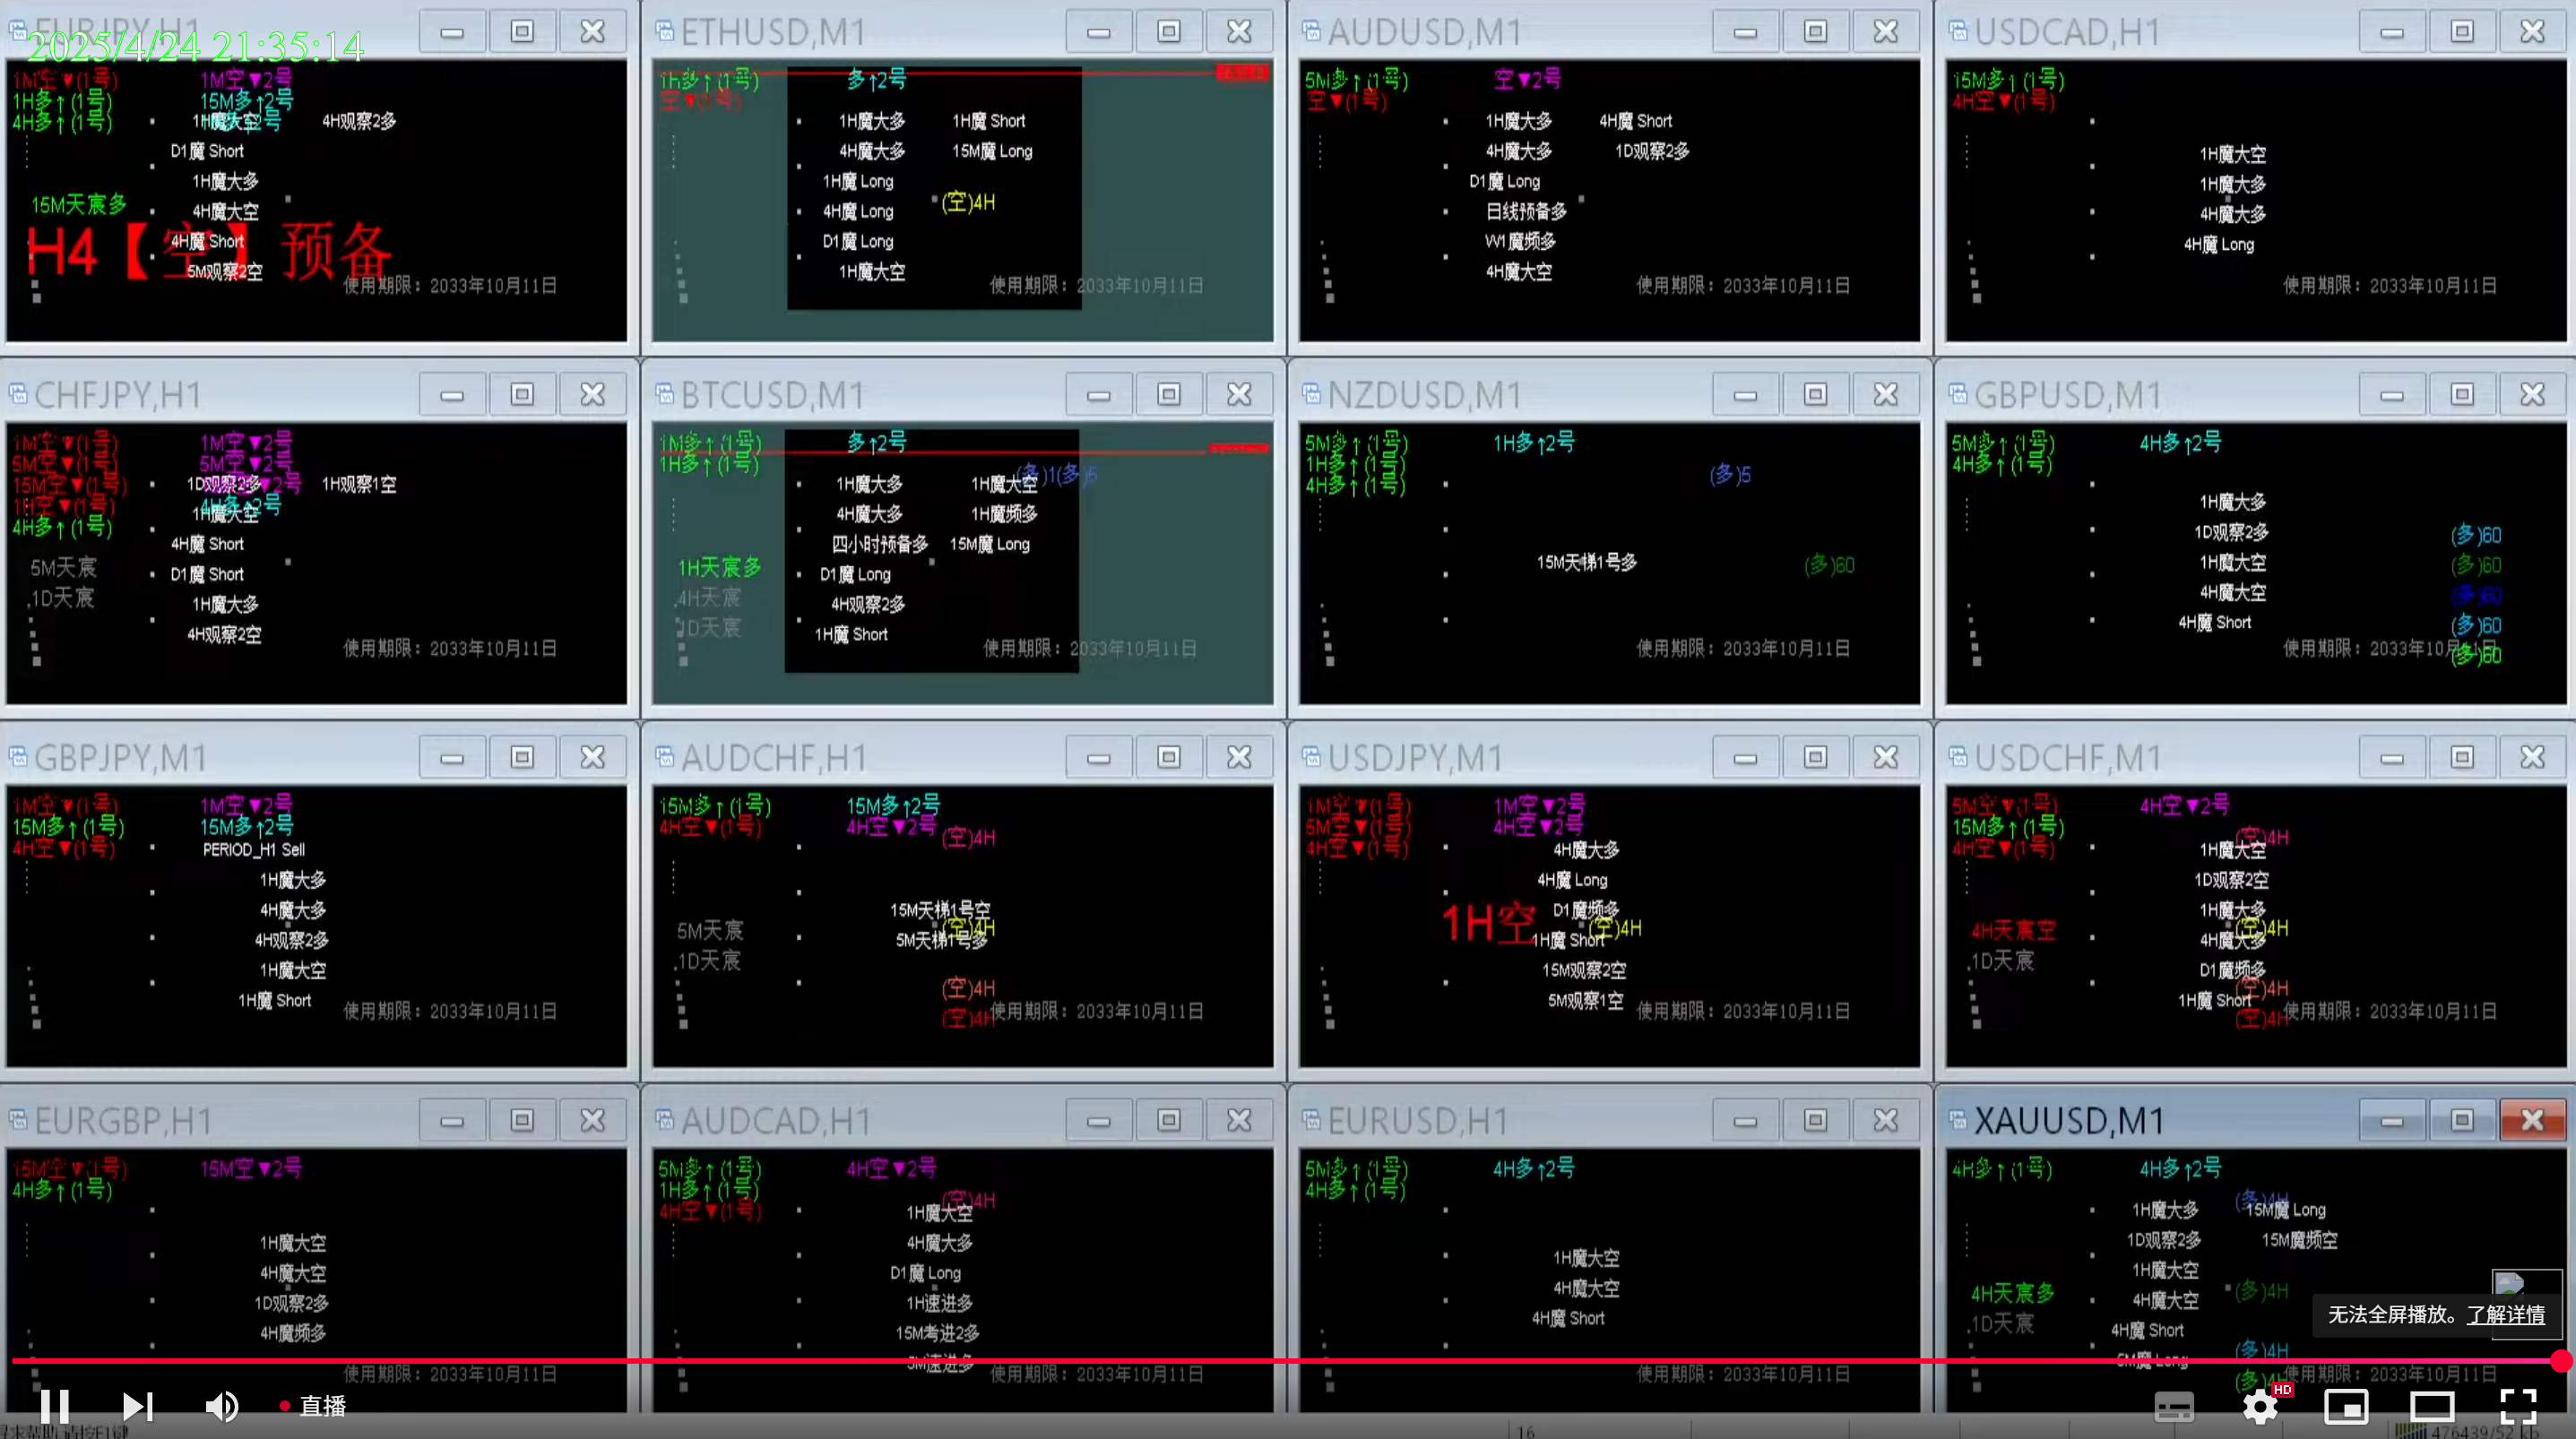 EURJPY,H1
2025/4/24 21:35:14
1M空▼(1号) 1M空▼2号
1H多↑(1号) 15M多↑2号
4H多↑(1号) 1H魔大空 4H观察2多
D1魔 Short
1H魔大多
15M天宸多 4H魔大空
H4【空】预备
4H魔 Short
5M观察2空
使用期限：2033年10月11日
ETHUSD,M1
1h多↑(1号) 多↑2号
空▼(1号)
1H魔大多 1H魔 Short
4H魔大多 15M魔 Long
1H魔 Long
(空)4H
4H魔 Long
D1魔 Long
1H魔大空
使用期限：2033年10月11日
AUDUSD,M1
5M多↑(1号) 空▼2号
空▼(1号)
1H魔大多 4H魔 Short
4H魔大多 1D观察2多
D1魔 Long
日线预备多
W1魔频多
4H魔大空
使用期限：2033年10月11日
USDCAD,H1
15M多↑(1号)
4H空▼(1号)
1H魔大空
1H魔大多
4H魔大多
4H魔 Long
使用期限：2033年10月11日
CHFJPY,H1
1M空▼(1号) 1M空▼2号
5M空▼(1号) 5M空▼2号
15M空▼(1号) 1D观察2多 1H观察1空
1H空▼(1号) 4H多↑2号
4H多↑(1号) 1H魔大空
4H魔 Short
5M天宸
D1魔 Short
1D天宸
1H魔大多
4H观察2空
使用期限：2033年10月11日
BTCUSD,M1
1M多↑(1号) 多↑2号
1H多↑(1号)
(多)1(多)5
1H魔大多 1H魔大空
4H魔大多 1H魔频多
四小时预备多 15M魔 Long
1H天宸多
D1魔 Long
4H天宸
4H观察2多
1D天宸
1H魔 Short
使用期限：2033年10月11日
NZDUSD,M1
5M多↑(1号) 1H多↑2号
1H多↑(1号)
4H多↑(1号)
(多)5
15M天梯1号多 (多)60
使用期限：2033年10月11日
GBPUSD,M1
5M多↑(1号) 4H多↑2号
4H多↑(1号)
1H魔大多
1D观察2多 (多)60
1H魔大空 (多)60
4H魔大空 (多)60
4H魔 Short (多)60
使用期限：2033年10月11日
(多)60
GBPJPY,M1
1M空▼(1号) 1M空▼2号
15M多↑(1号) 15M多↑2号
4H空▼(1号) PERIOD_H1 Sell
1H魔大多
4H魔大多
4H观察2多
1H魔大空
1H魔 Short
使用期限：2033年10月11日
AUDCHF,H1
15M多↑(1号) 15M多↑2号
4H空▼(1号) 4H空▼2号
(空)4H
15M天梯1号空
5M天宸 (空)4H
5M天梯1号多
1D天宸
(空)4H
(空)4H
使用期限：2033年10月11日
USDJPY,M1
1M空▼(1号) 1M空▼2号
5M空▼(1号) 4H空▼2号
4H空▼(1号) 4H魔大多
4H魔 Long
1H空 D1魔频多
(空)4H
1H魔 Short
15M观察2空
5M观察1空
使用期限：2033年10月11日
USDCHF,M1
5M空▼(1号) 4H空▼2号
15M多↑(1号)
(空)4H
4H空▼(1号) 1H魔大空
1D观察2空
1H魔大多
4H天宸空 (空)4H
4H魔大多
1D天宸 D1魔频多
(空)4H
1H魔 Short
(空)4H
使用期限：2033年10月11日
EURGBP,H1
15M空▼(1号) 15M空▼2号
4H多↑(1号)
1H魔大空
4H魔大空
1D观察2多
4H魔频多
使用期限：2033年10月11日
AUDCAD,H1
5M多↑(1号) 4H空▼2号
1H多↑(1号) (空)4H
4H空▼(1号) 1H魔大空
4H魔大多
D1魔 Long
1H速进多
15M考进2多
5M速进多
使用期限：2033年10月11日
EURUSD,H1
5M多↑(1号) 4H多↑2号
4H多↑(1号)
1H魔大空
4H魔大空
4H魔 Short
使用期限：2033年10月11日
XAUUSD,M1
4H多↑(1号) 4H多↑2号
(多)4H
1H魔大多 15M魔 Long
1D观察2多 15M魔频空
1H魔大空
4H天宸多 4H魔大空 (多)4H
1D天宸
4H魔 Short
(多)4H
5M魔 Long
使用期限：2033年10月11日
无法全屏播放。了解详情
直播
HD
16
476439/52 kb